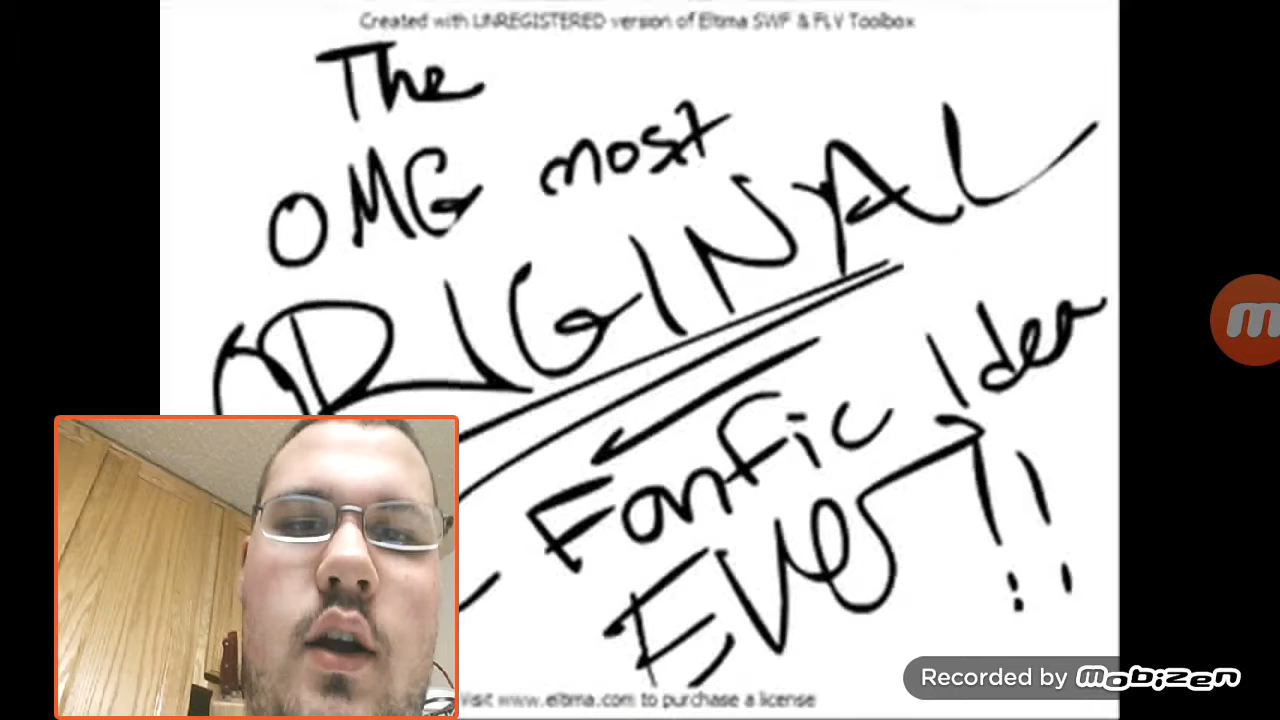 Created with UNREGISTERED version of Eltima SWF & FLV Toolbox
The
OMG most
ORIGINAL
Fanfic Idea
Ever!!
Visit www.eltima.com to purchase a license
M
Recorded by mobizen